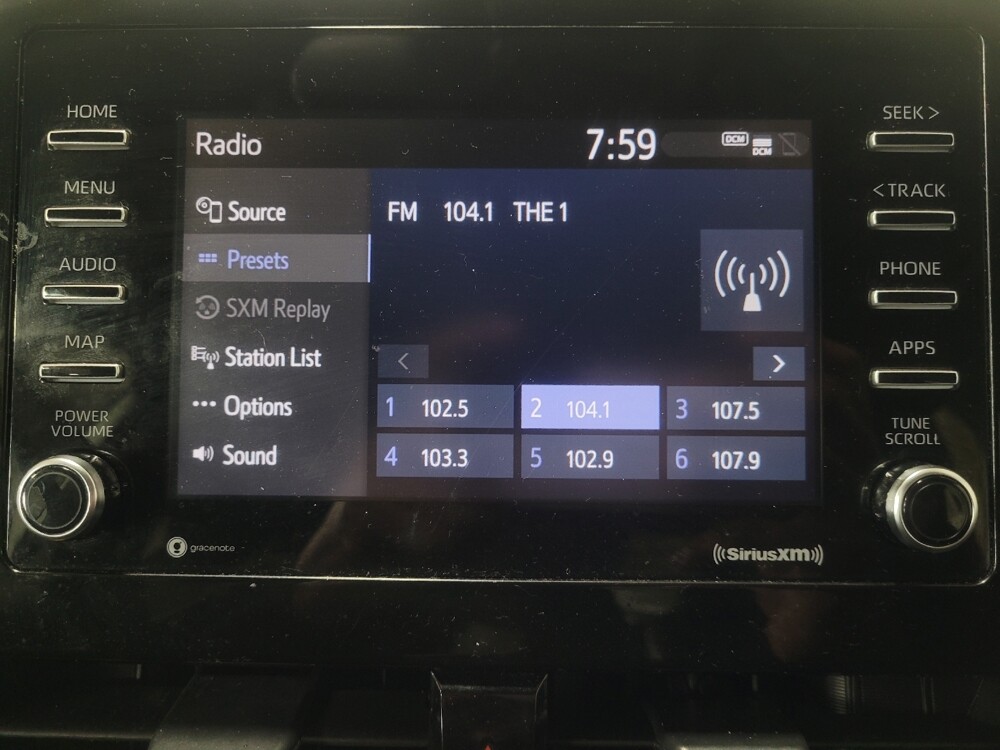 HOME
MENU
AUDIO
MAP
POWER
VOLUME
Radio
7:59
DCM
DCM
Source
Presets
SXM Replay
Station List
Options
Sound
FM 104.1 THE 1
<
>
1 102.5
2 104.1
3 107.5
4 103.3
5 102.9
6 107.9
SEEK >
< TRACK
PHONE
APPS
TUNE
SCROLL
gracenote
((SiriusXM))